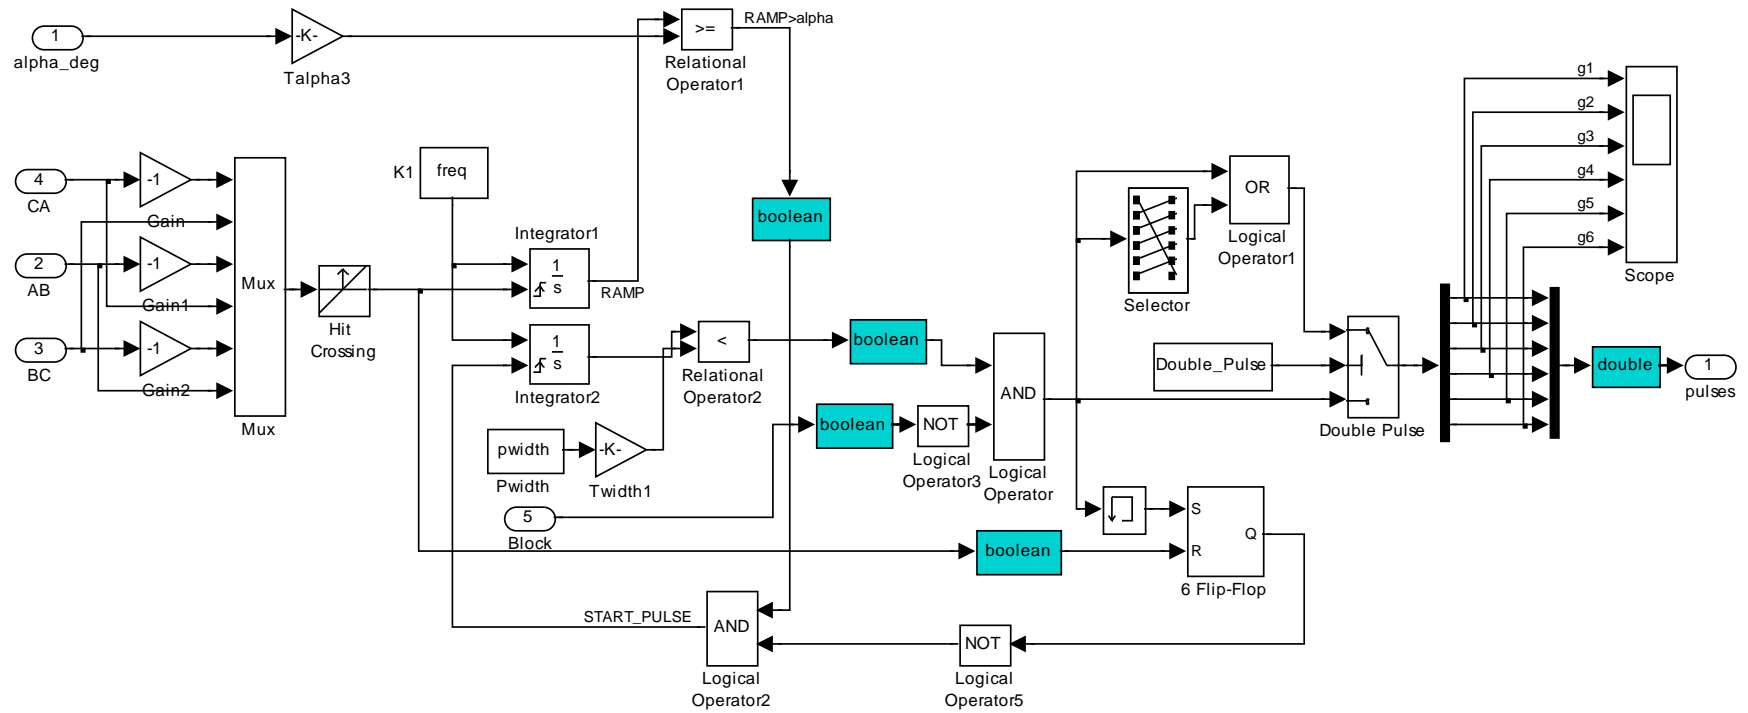 1
alpha_deg
-K-
Talpha3
>=
Relational
Operator1
RAMP>alpha
4
CA
-1
Gain
2
AB
-1
Gain1
3
BC
-1
Gain2
Mux
Mux
Hit
Crossing
K1
freq
Integrator1
1
s
RAMP
1
s
Integrator2
pwidth
Pwidth
-K-
Twidth1
5
Block
<
Relational
Operator2
boolean
boolean
boolean
NOT
Logical
Operator3
AND
Logical
Operator
boolean
START_PULSE
AND
Logical
Operator2
NOT
Logical
Operator5
S
R
Q
6 Flip-Flop
Selector
OR
Logical
Operator1
Double_Pulse
Double Pulse
g1
g2
g3
g4
g5
g6
Scope
double
1
pulses